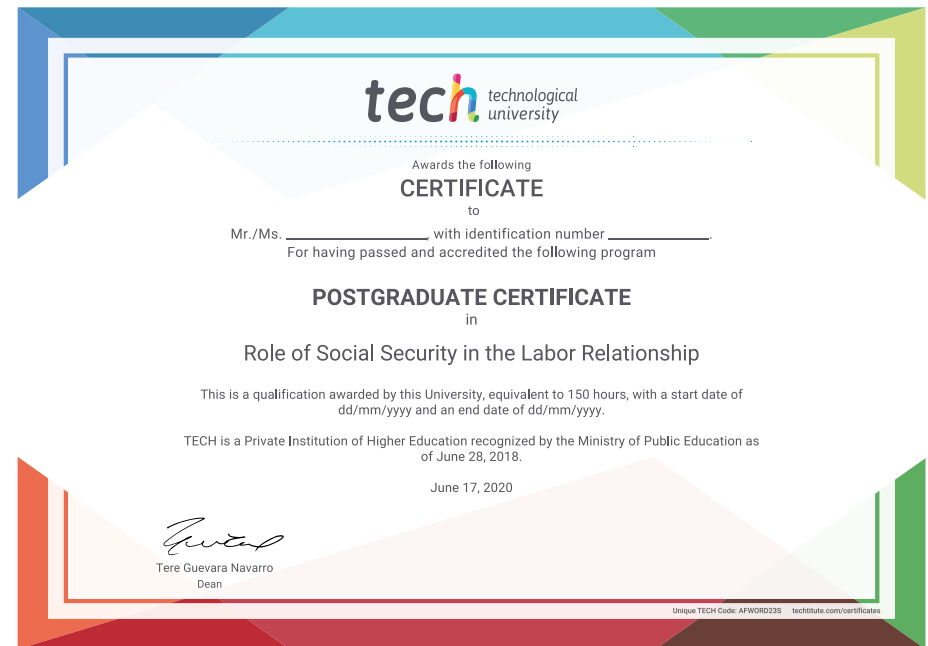 tech technological
university
Awards the following
CERTIFICATE
to
Mr./Ms. __________________, with identification number _____________.
For having passed and accredited the following program
POSTGRADUATE CERTIFICATE
in
Role of Social Security in the Labor Relationship
This is a qualification awarded by this University, equivalent to 150 hours, with a start date of
dd/mm/yyyy and an end date of dd/mm/yyyy.
TECH is a Private Institution of Higher Education recognized by the Ministry of Public Education as
of June 28, 2018.
June 17, 2020
Tere Guevara Navarro
Dean
Unique TECH Code: AFWORD23S techtitute.com/certificates